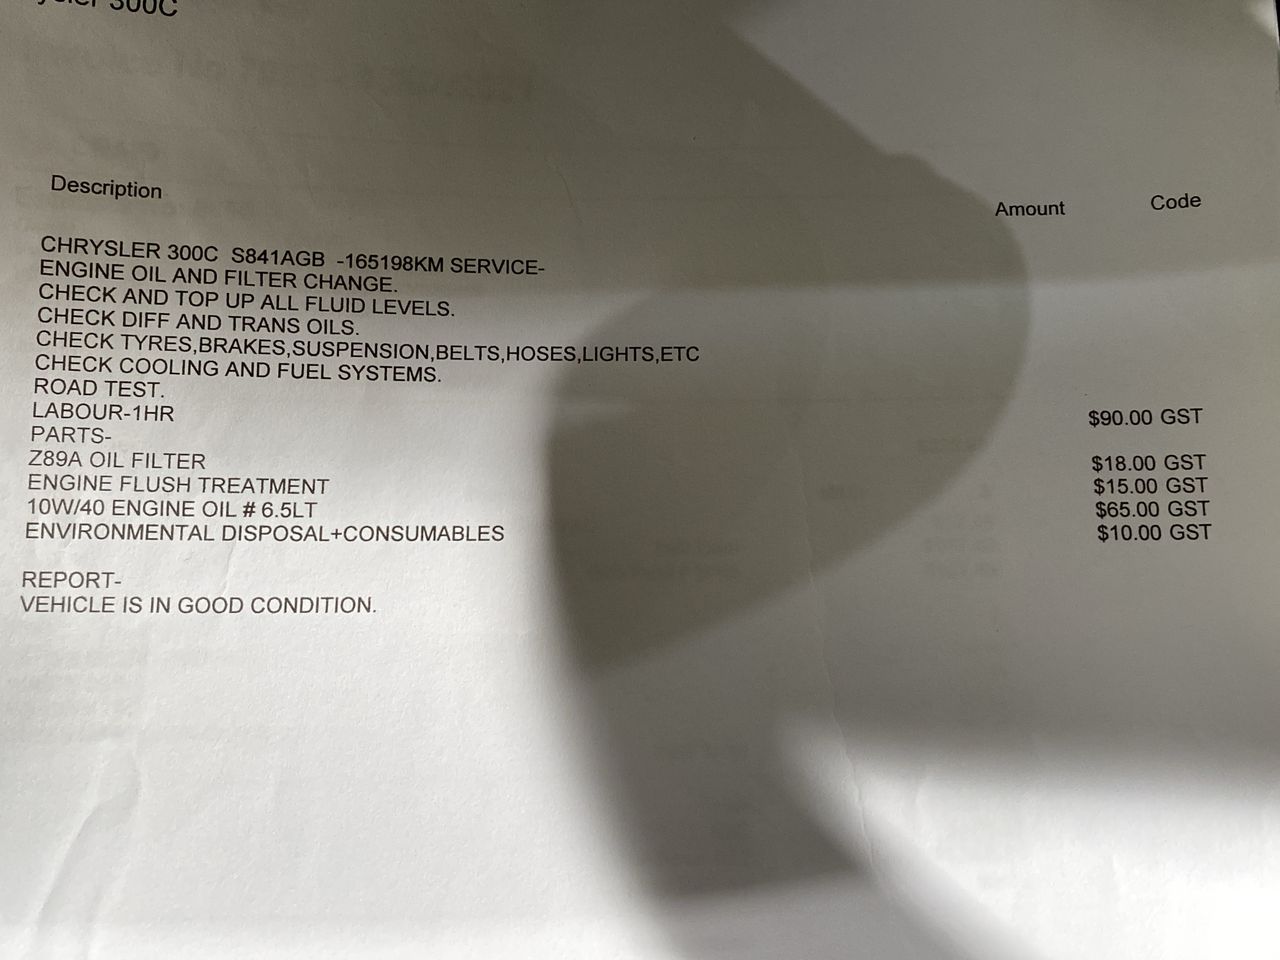 300C
Description Amount Code
CHRYSLER 300C S841AGB -165198KM SERVICE-
ENGINE OIL AND FILTER CHANGE.
CHECK AND TOP UP ALL FLUID LEVELS.
CHECK DIFF AND TRANS OILS.
CHECK TYRES,BRAKES,SUSPENSION,BELTS,HOSES,LIGHTS,ETC
CHECK COOLING AND FUEL SYSTEMS.
ROAD TEST.
LABOUR-1HR $90.00 GST
PARTS-
Z89A OIL FILTER $18.00 GST
ENGINE FLUSH TREATMENT $15.00 GST
10W/40 ENGINE OIL # 6.5LT $65.00 GST
ENVIRONMENTAL DISPOSAL+CONSUMABLES $10.00 GST
REPORT-
VEHICLE IS IN GOOD CONDITION.